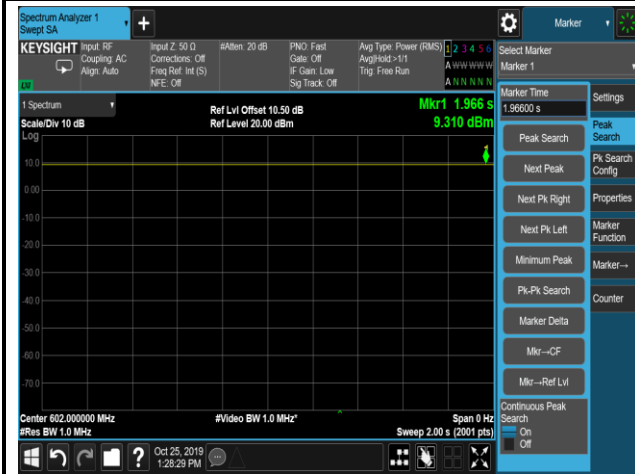 Spectrum Analyzer 1
Swept SA
+
Marker
KEYSIGHT
Input: RF
Coupling: AC
Align: Auto
Input Z: 50 Ω
Corrections: Off
Freq Ref: Int (S)
NFE: Off
#Atten: 20 dB
PNO: Fast
Gate: Off
IF Gain: Low
Sig Track: Off
Avg Type: Power (RMS)
Avg|Hold:>1/1
Trig: Free Run
1 2 3 4 5 6
A W W W W W
A N N N N N
Select Marker
Marker 1
1 Spectrum
Scale/Div 10 dB
Log
Ref Lvl Offset 10.50 dB
Ref Level 20.00 dBm
Mkr1 1.966 s
9.310 dBm
10.0
0.00
-10.0
-20.0
-30.0
-40.0
-50.0
-60.0
-70.0
1
Center 602.000000 MHz
#Res BW 1.0 MHz
#Video BW 1.0 MHz*
Span 0 Hz
Sweep 2.00 s (2001 pts)
Marker Time
1.96600 s
Peak Search
Next Peak
Next Pk Right
Next Pk Left
Minimum Peak
Pk-Pk Search
Marker Delta
Mkr→CF
Mkr→Ref Lvl
Continuous Peak
Search
On
Off
Settings
Peak
Search
Pk Search
Config
Properties
Marker
Function
Marker→
Counter
?
Oct 25, 2019
1:28:29 PM